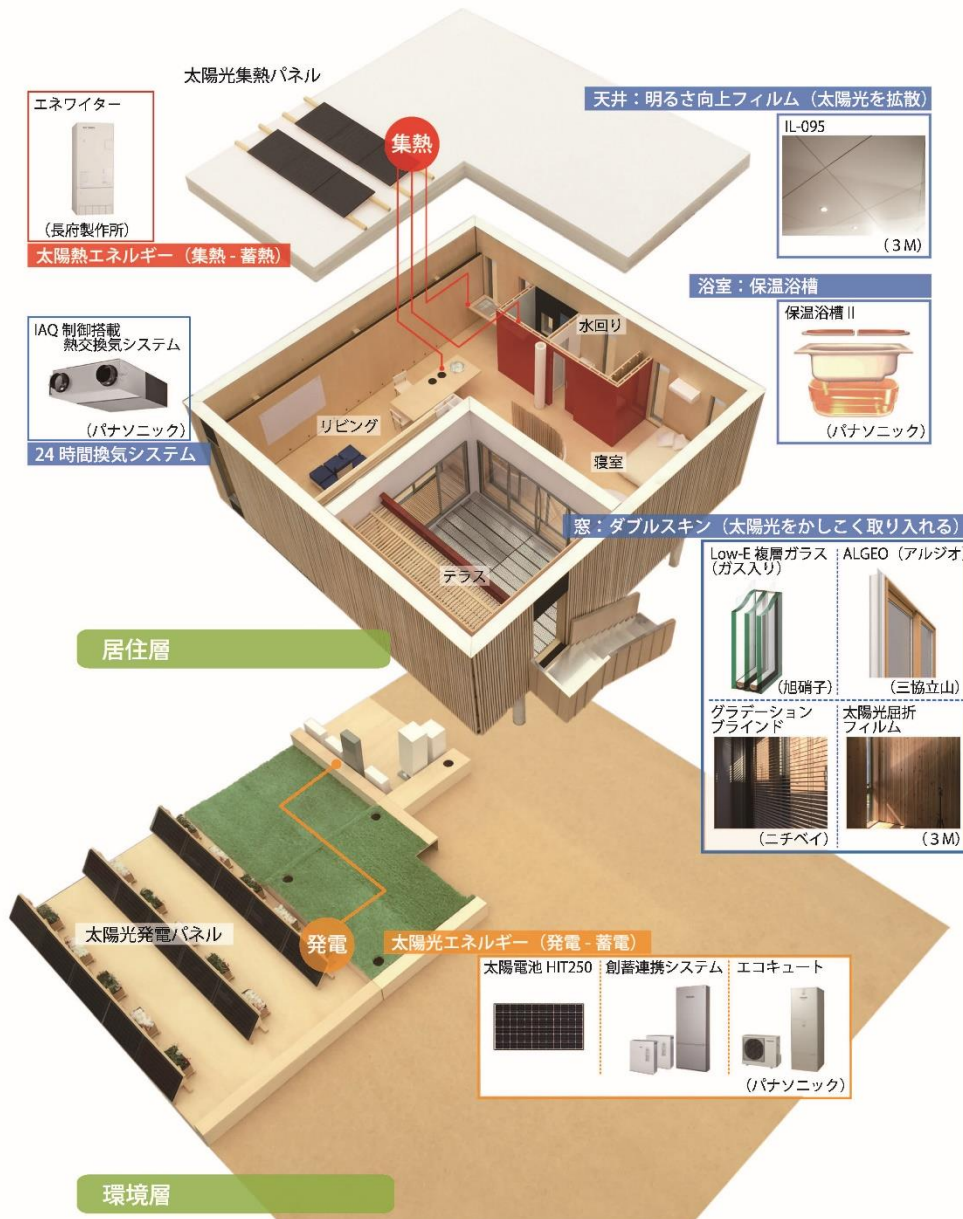 太陽光集熱パネル
エネワイター
(長府製作所)
太陽熱エネルギー (集熱 - 蓄熱)
集熱
天井：明るさ向上フィルム (太陽光を拡散)
IL-095
(3M)
浴室：保温浴槽
保温浴槽 II
(パナソニック)
IAQ 制御搭載
熱交換気システム
(パナソニック)
24 時間換気システム
水回り
リビング
寝室
テラス
窓：ダブルスキン (太陽光をかしこく取り入れる)
Low-E 複層ガラス
(ガス入り)
(旭硝子)
ALGEO (アルジオ)
(三協立山)
グラデーション
ブラインド
(ニチベイ)
太陽光屈折
フィルム
(3M)
居住層
太陽光発電パネル
発電
太陽光エネルギー (発電 - 蓄電)
太陽電池 HIT250
創蓄連携システム
エコキュート
(パナソニック)
環境層